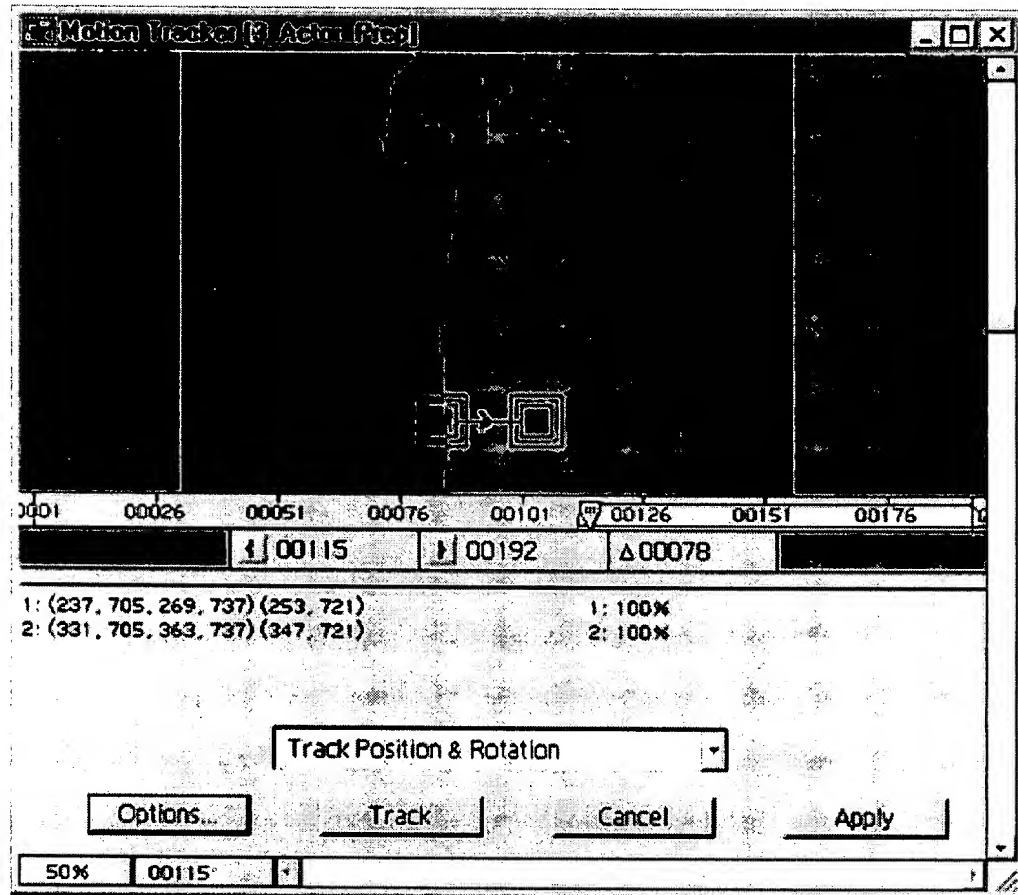 Motion Tracker [3_Actor_Prep]
00026 00051 00076 00101 m 00126 00151 00176
00115 00192 Δ 00078
1: (237, 705, 269, 737) (253, 721) 1: 100%
2: (331, 705, 363, 737) (347, 721) 2: 100%
Track Position & Rotation
Options... Track Cancel Apply
50% 00115